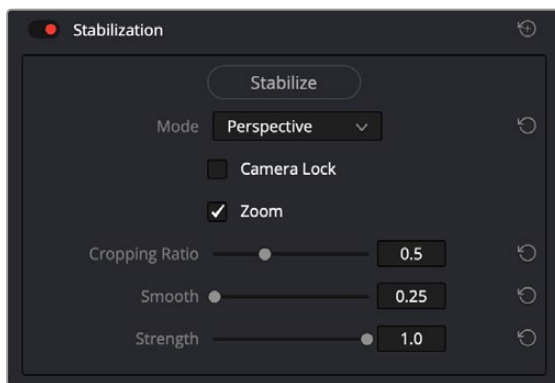 Stabilization
Stabilize
Mode Perspective
Camera Lock
Zoom
Cropping Ratio 0.5
Smooth 0.25
Strength 1.0